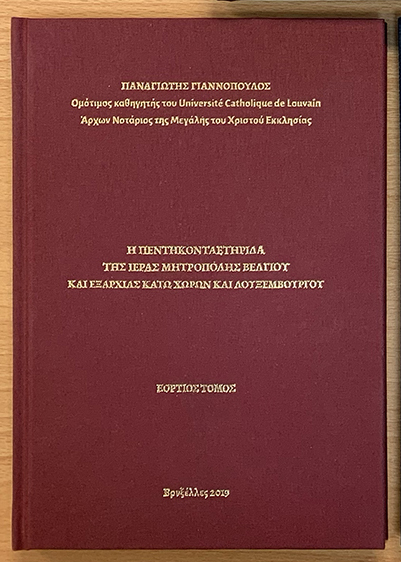 ΠΑΝΑΓΙΩΤΗΣ ΓΙΑΝΝΟΠΟΥΛΟΣ
Ομότιμος καθηγητής του Université Catholique de Louvain
Άρχων Νοτάριος της Μεγάλής του Χριστού Εκκλησίας
Η ΠΕΝΤΗΚΟΝΤΑΕΤΗΡΙΔΑ
ΤΗΣ ΙΕΡΑΣ ΜΗΤΡΟΠΟΛΗΣ ΒΕΛΓΙΟΥ
ΚΑΙ ΕΞΑΡΧΙΑΣ ΚΑΤΩ ΧΩΡΩΝ ΚΑΙ ΛΟΥΞΕΜΒΟΥΡΓΟΥ
ΕΟΡΤΙΟΣ ΤΟΜΟΣ
Βρυξέλλες 2019